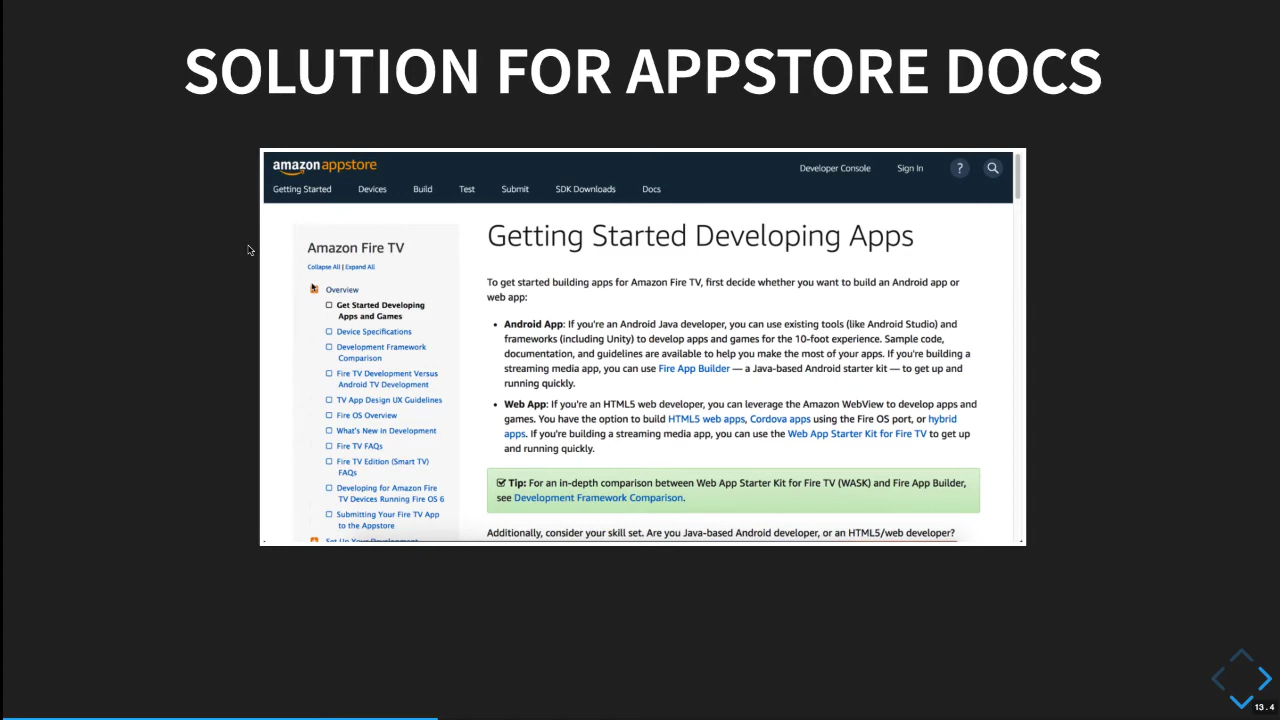 SOLUTION FOR APPSTORE DOCS
amazon appstore
Developer Console
Sign In
?
Getting Started
Devices
Build
Test
Submit
SDK Downloads
Docs
Amazon Fire TV
Collapse All | Expand All
Overview
Get Started Developing
Apps and Games
Device Specifications
Development Framework
Comparison
Fire TV Development Versus
Android TV Development
TV App Design UX Guidelines
Fire OS Overview
What's New in Development
Fire TV FAQs
Fire TV Edition (Smart TV)
FAQs
Developing for Amazon Fire
TV Devices Running Fire OS 6
Submitting Your Fire TV App
to the Appstore
Set Up Your Development
Getting Started Developing Apps
To get started building apps for Amazon Fire TV, first decide whether you want to build an Android app or
web app:
• Android App: If you're an Android Java developer, you can use existing tools (like Android Studio) and
frameworks (including Unity) to develop apps and games for the 10-foot experience. Sample code,
documentation, and guidelines are available to help you make the most of your apps. If you're building a
streaming media app, you can use Fire App Builder — a Java-based Android starter kit — to get up and
running quickly.
• Web App: If you're an HTML5 web developer, you can leverage the Amazon WebView to develop apps and
games. You have the option to build HTML5 web apps, Cordova apps using the Fire OS port, or hybrid
apps. If you're building a streaming media app, you can use the Web App Starter Kit for Fire TV to get up
and running quickly.
Tip: For an in-depth comparison between Web App Starter Kit for Fire TV (WASK) and Fire App Builder,
see Development Framework Comparison.
Additionally, consider your skill set. Are you Java-based Android developer, or an HTML5/web developer?
13.4